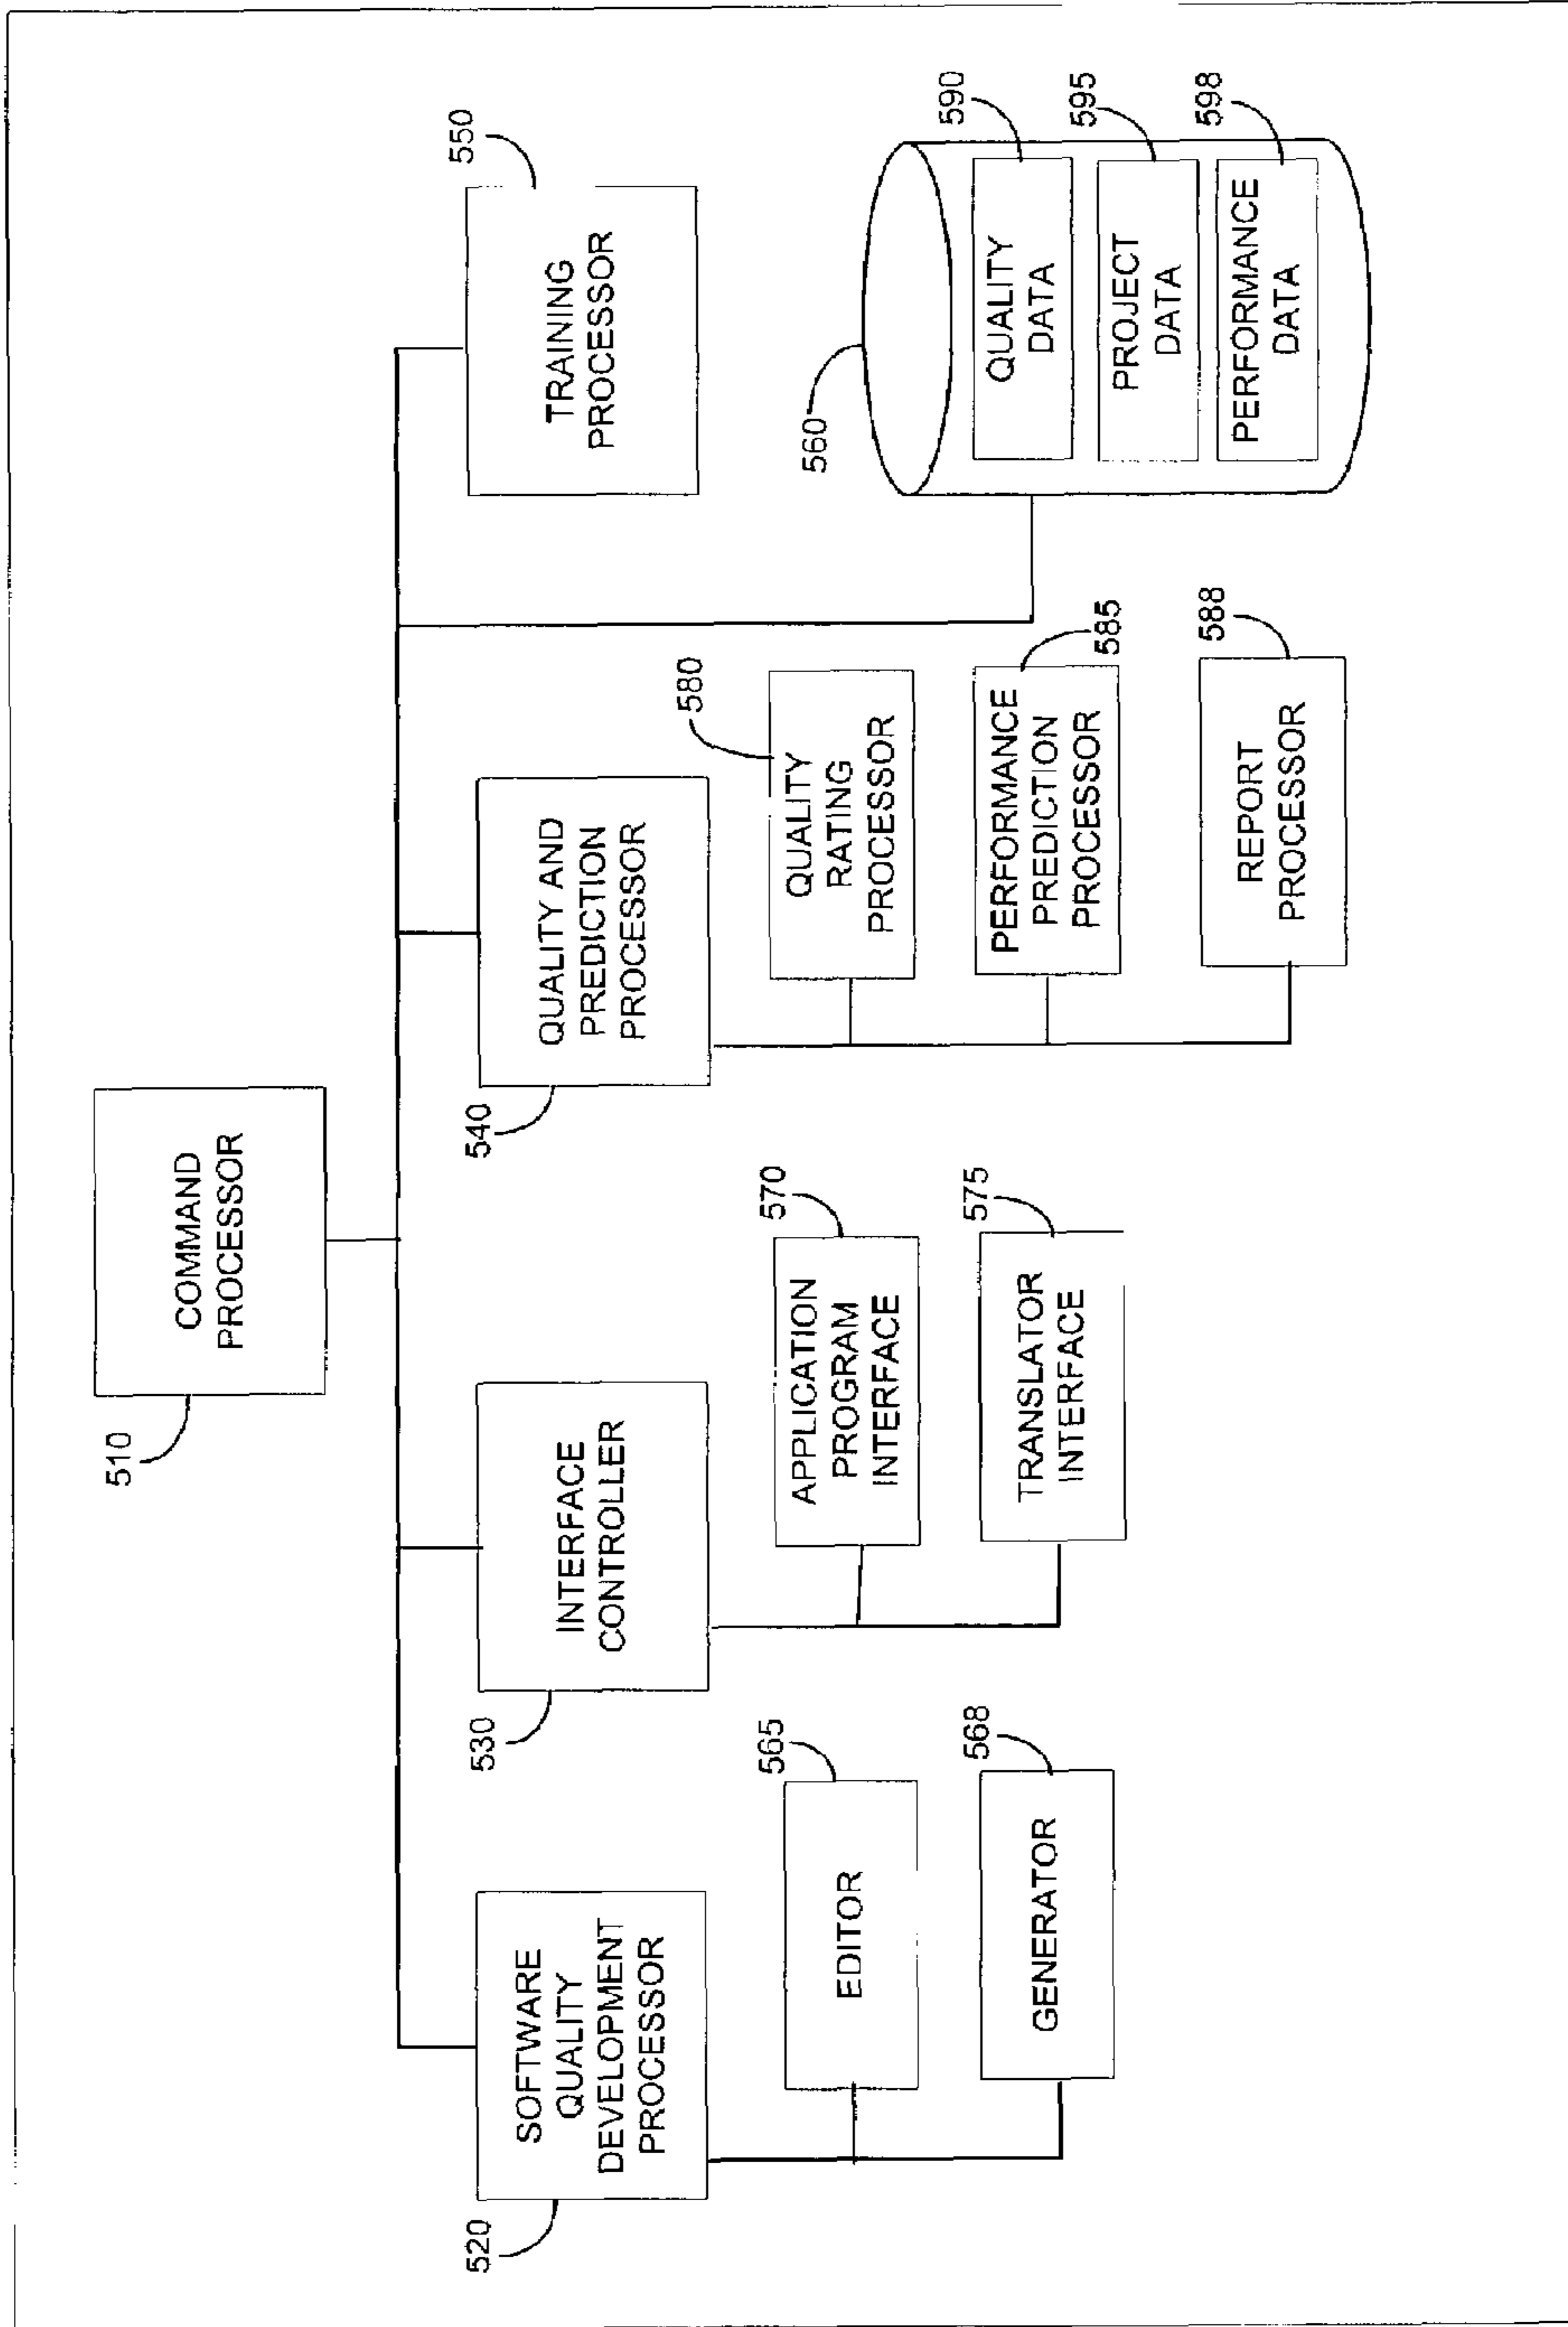 COMMAND
PROCESSOR
510
SOFTWARE
QUALITY
DEVELOPMENT
PROCESSOR
520
INTERFACE
CONTROLLER
530
QUALITY AND
PREDICTION
PROCESSOR
540
TRAINING
PROCESSOR
550
EDITOR
565
GENERATOR
568
APPLICATION
PROGRAM
INTERFACE
570
TRANSLATOR
INTERFACE
575
QUALITY
RATING
PROCESSOR
580
PERFORMANCE
PREDICTION
PROCESSOR
585
REPORT
PROCESSOR
588
560
QUALITY
DATA
590
PROJECT
DATA
595
PERFORMANCE
DATA
598